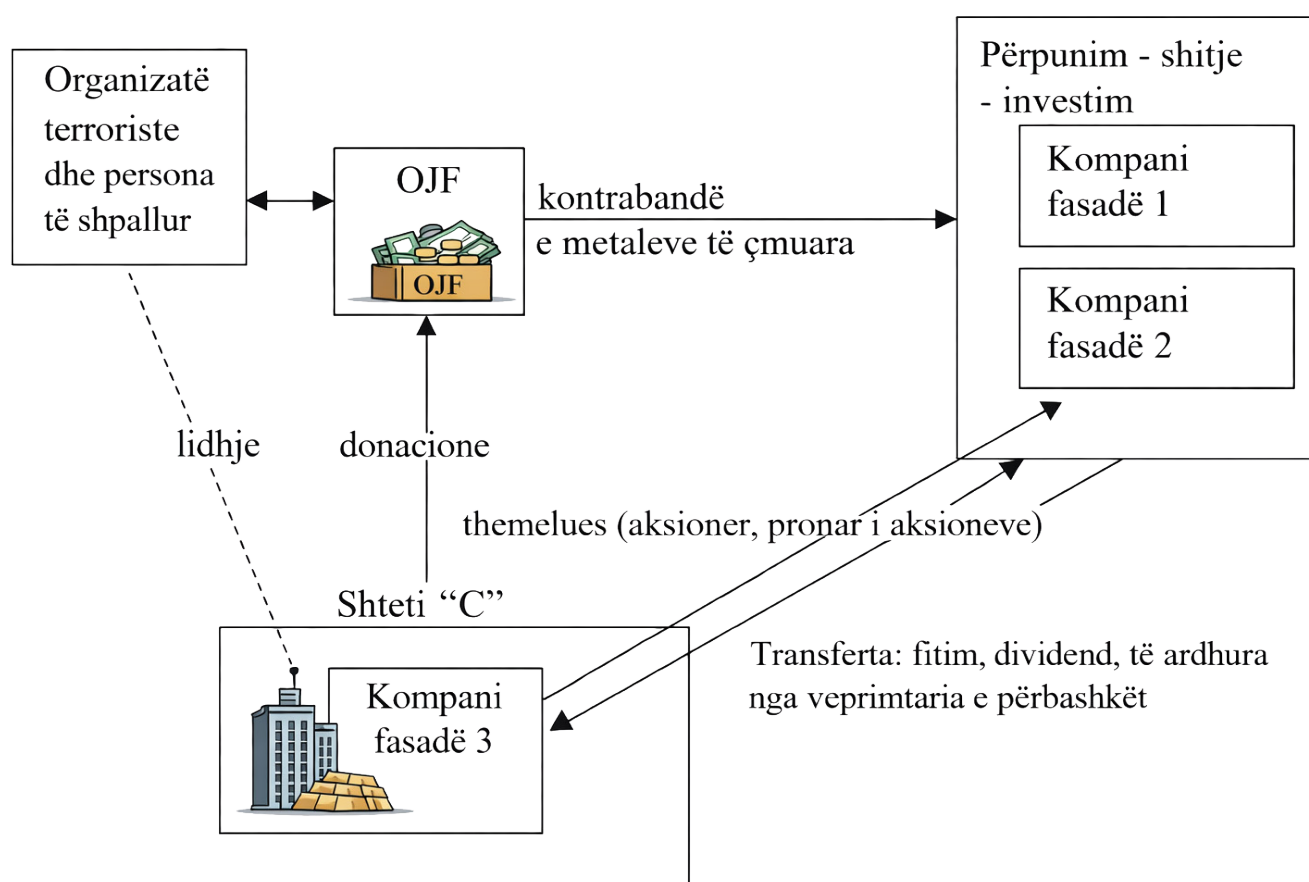 Organizatë
terroriste
dhe persona
të shpallur
OJF
OJF
kontrabandë
e metaleve të çmuara
Përpunim - shitje
- investim
Kompani
fasadë 1
Kompani
fasadë 2
lidhje
donacione
themelues (aksioner, pronar i aksioneve)
Shteti “C”
Kompani
fasadë 3
Transferta: fitim, dividend, të ardhura
nga veprimtaria e përbashkët